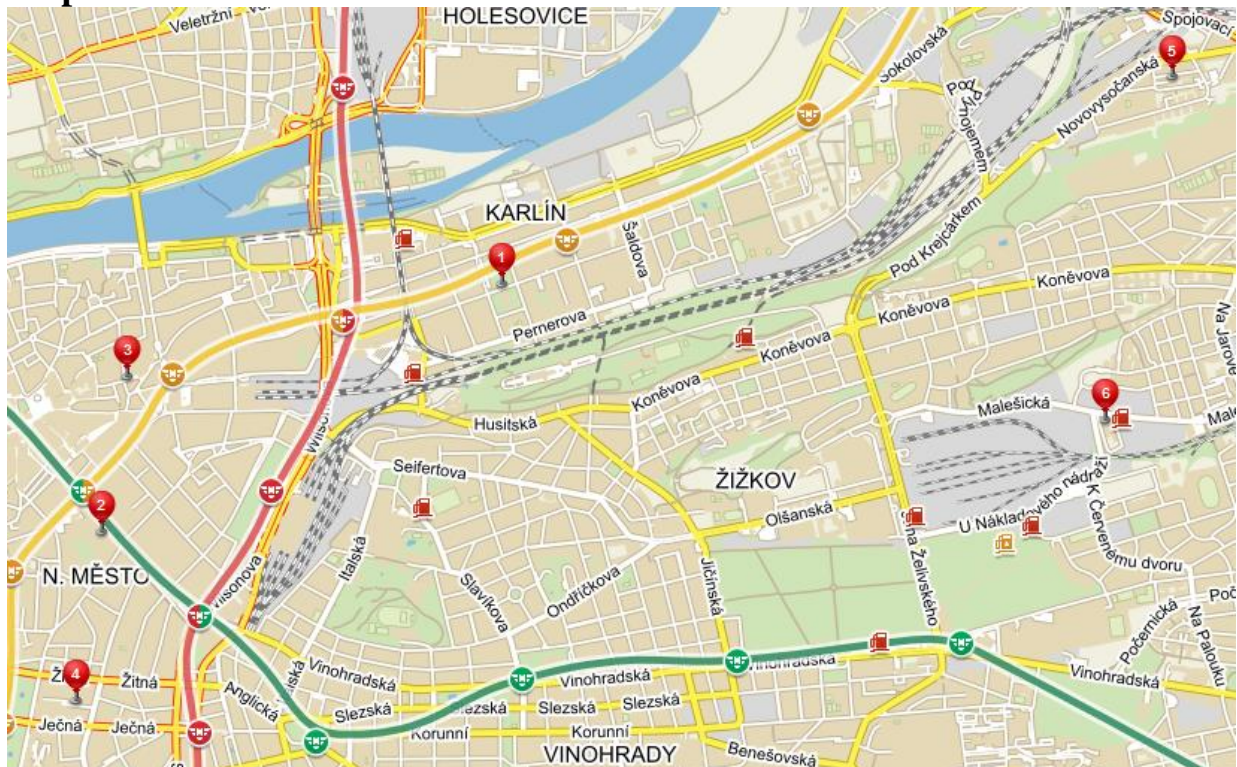 HOLEŠOVICE
Veletržní
Spojovací
5
Sokolovská
Pod Plynojemem
Novovysočanská
KARLÍN
Šaldova
1
Pod Krejcárkem
Koněvova
Koněvova
Na Jarově
Pernerova
3
Koněvova
Koněvova
6
Malešická
Husitská
Seifertova
ŽIŽKOV
Olšanská
U Nákladového nádraží
K Červenému dvoru
2
N. MĚSTO
Wilsonova
Italská
Slavíkova
Ondříčkova
Jičínská
Jana Želivského
Počernická
Na Palouku
4
Žitná
Vinohradská
Vinohradská
Vinohradská
Vinohradská
Anglická
Slezská
Slezská
Slezská
Slezská
Ječná
Ječná
Korunní
Korunní
VINOHRADY
Benešovská